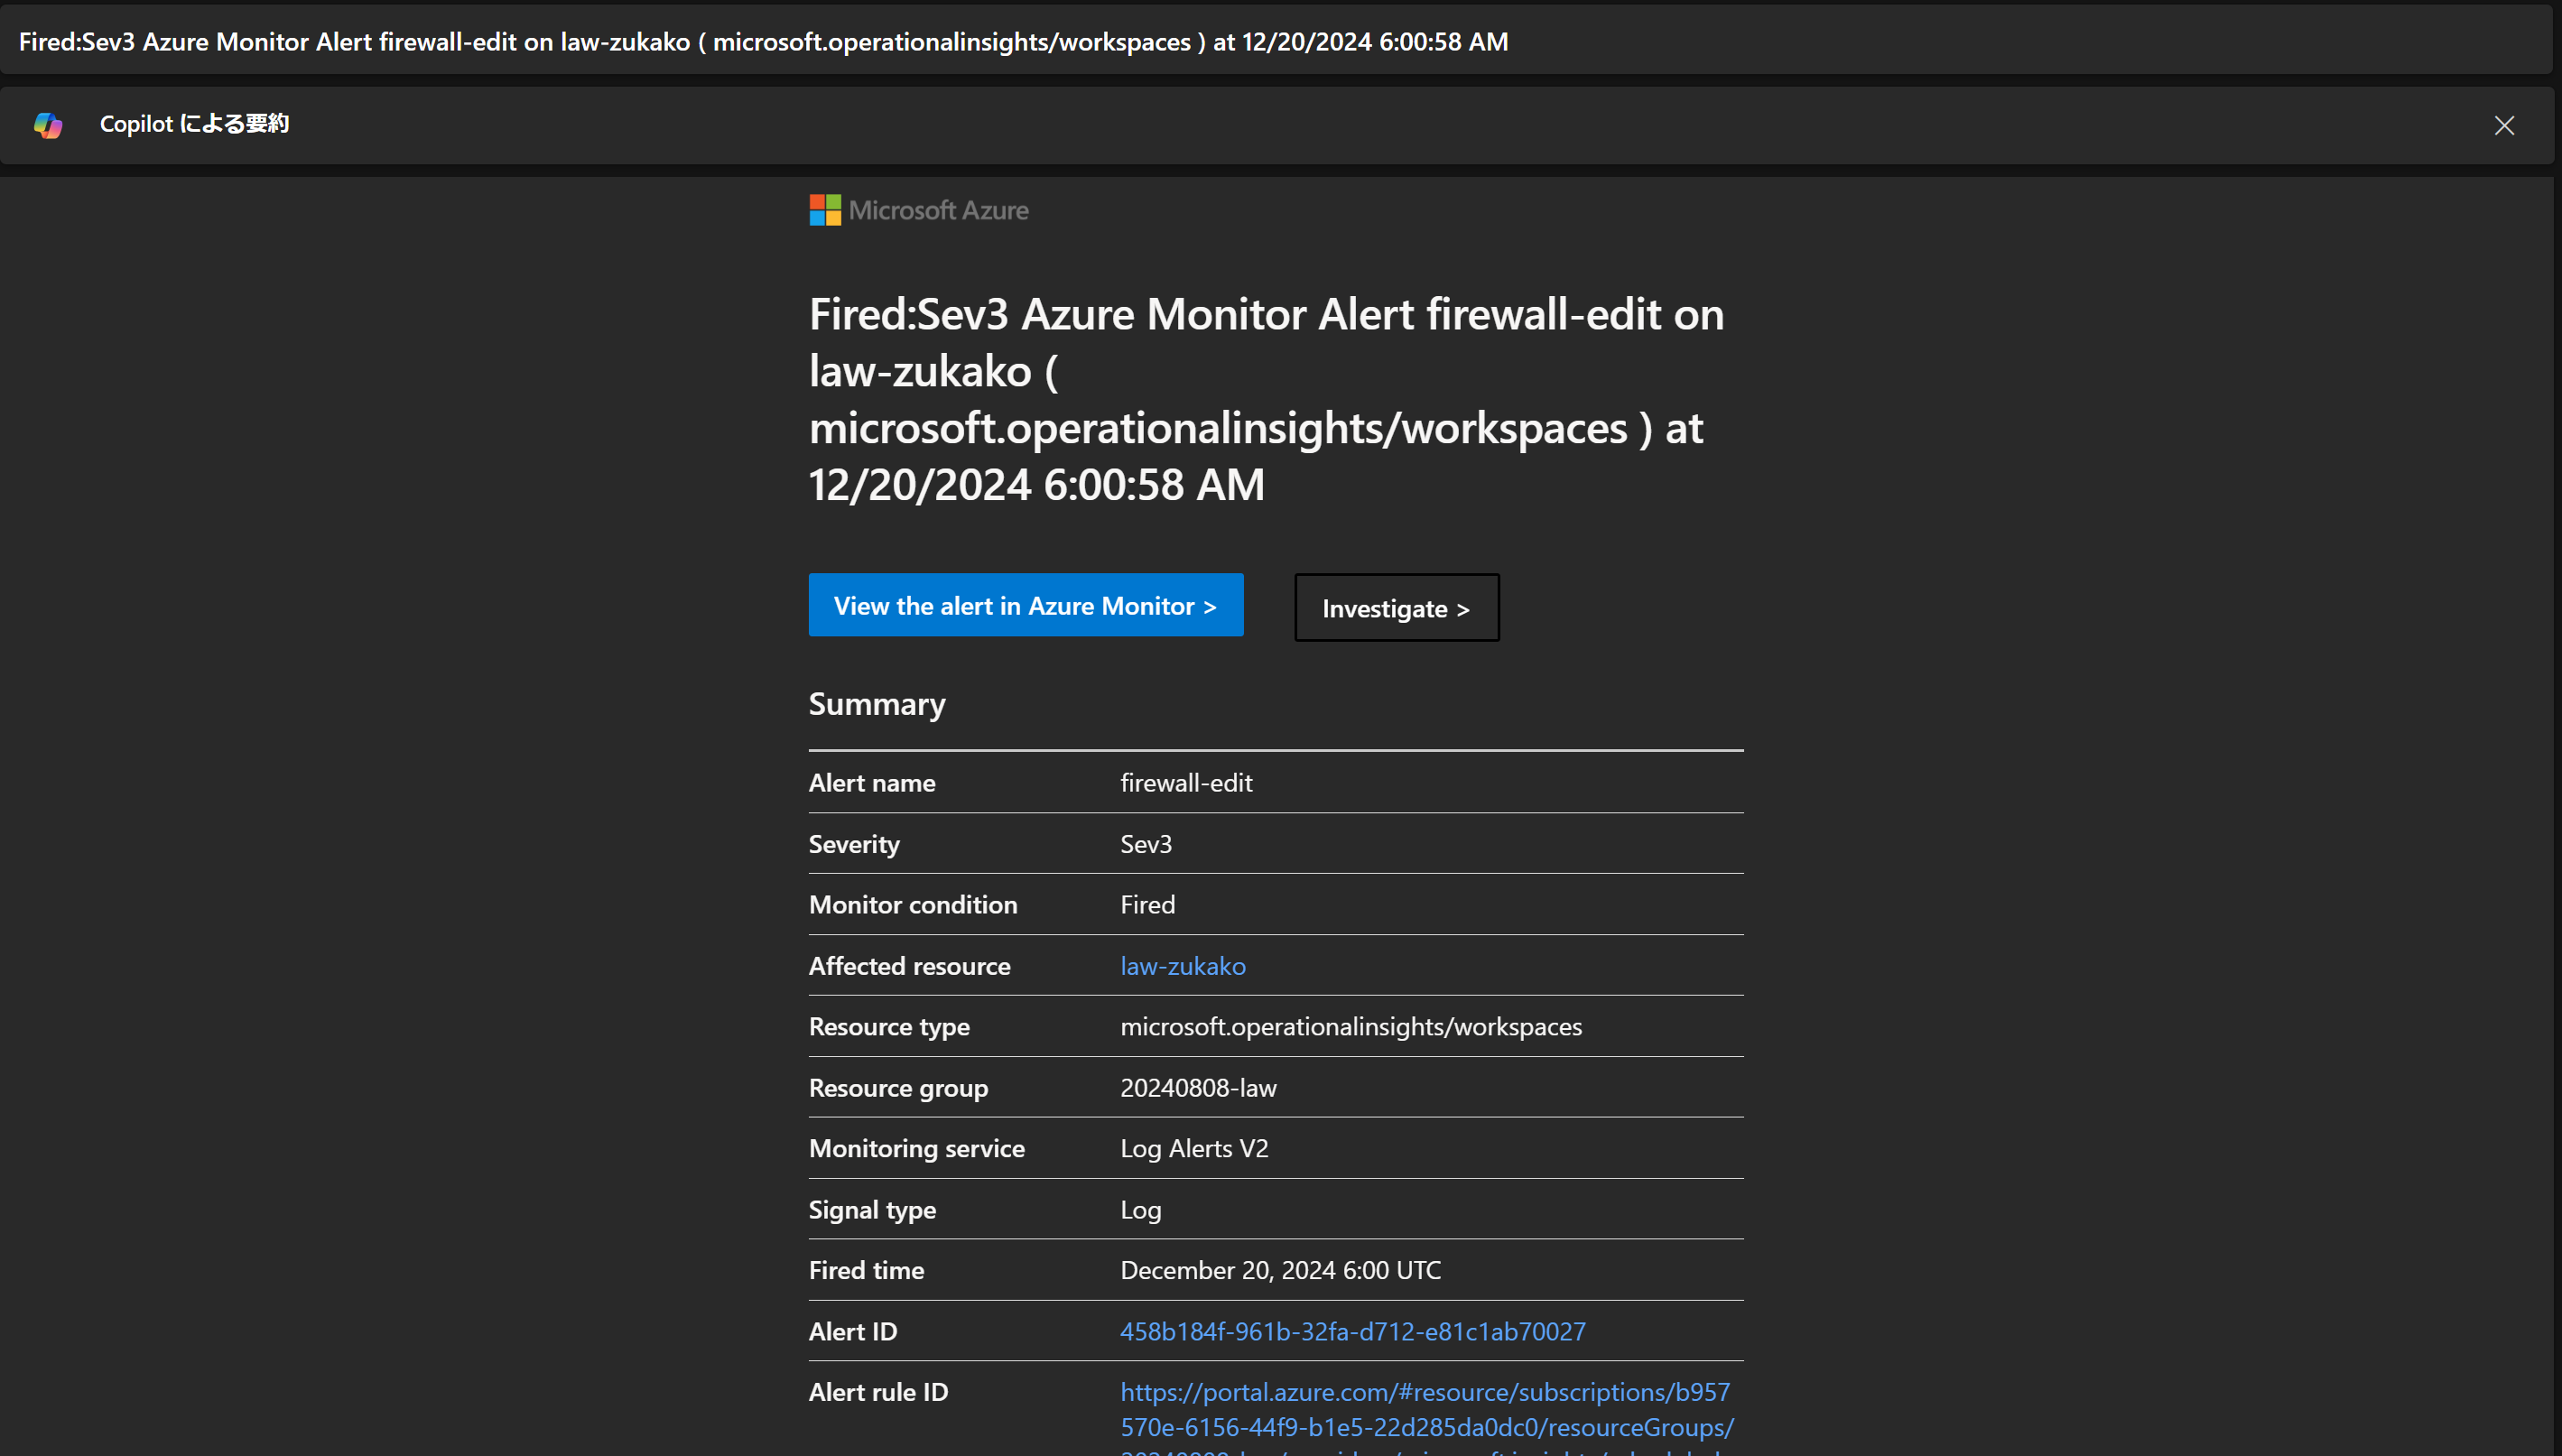 Fired:Sev3 Azure Monitor Alert firewall-edit on law-zukako ( microsoft.operationalinsights/workspaces ) at 12/20/2024 6:00:58 AM
Copilot による要約
Microsoft Azure
Fired:Sev3 Azure Monitor Alert firewall-edit on
law-zukako (
microsoft.operationalinsights/workspaces ) at
12/20/2024 6:00:58 AM
View the alert in Azure Monitor >
Investigate >
Summary
Alert name firewall-edit
Severity Sev3
Monitor condition Fired
Affected resource law-zukako
Resource type microsoft.operationalinsights/workspaces
Resource group 20240808-law
Monitoring service Log Alerts V2
Signal type Log
Fired time December 20, 2024 6:00 UTC
Alert ID 458b184f-961b-32fa-d712-e81c1ab70027
Alert rule ID https://portal.azure.com/#resource/subscriptions/b957
570e-6156-44f9-b1e5-22d285da0dc0/resourceGroups/